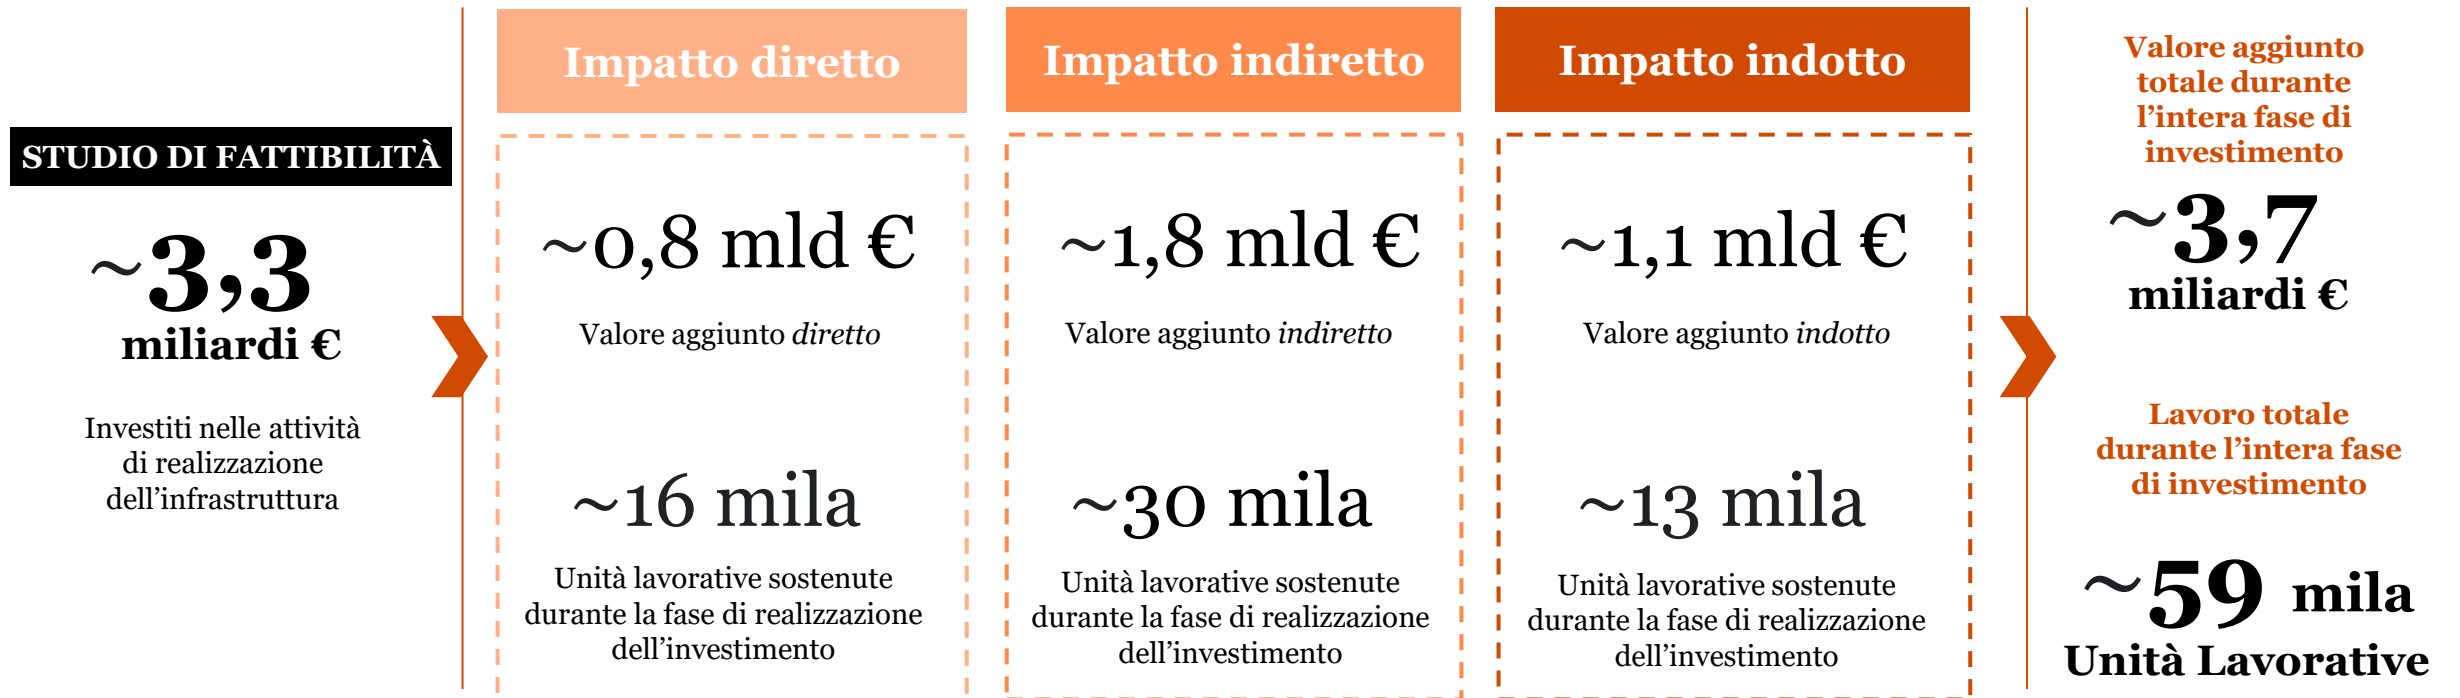 STUDIO DI FATTIBILITÀ
~3,3
miliardi €
Investiti nelle attività
di realizzazione
dell’infrastruttura
Impatto diretto
~0,8 mld €
Valore aggiunto diretto
~16 mila
Unità lavorative sostenute
durante la fase di realizzazione
dell’investimento
Impatto indiretto
~1,8 mld €
Valore aggiunto indiretto
~30 mila
Unità lavorative sostenute
durante la fase di realizzazione
dell’investimento
Impatto indotto
~1,1 mld €
Valore aggiunto indotto
~13 mila
Unità lavorative sostenute
durante la fase di realizzazione
dell’investimento
Valore aggiunto
totale durante
l’intera fase di
investimento
~3,7
miliardi €
Lavoro totale
durante l’intera fase
di investimento
~59 mila
Unità Lavorative